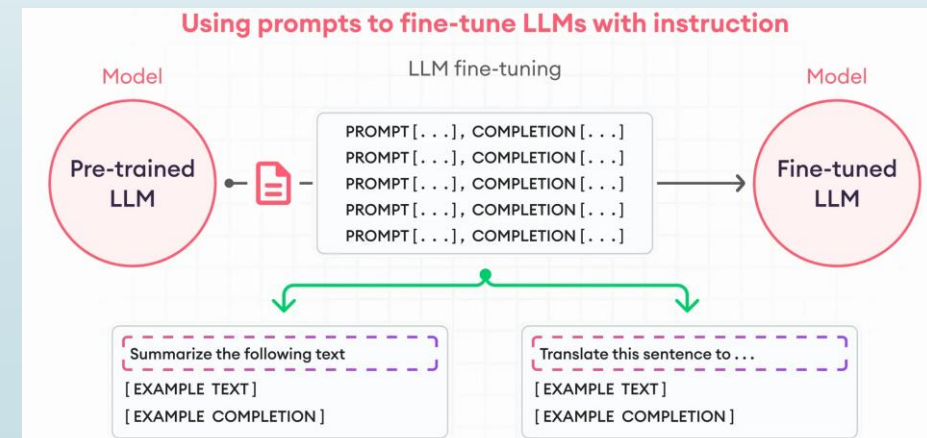 Using prompts to fine-tune LLMs with instruction
Model
LLM fine-tuning
Model
Pre-trained
LLM
PROMPT[...], COMPLETION[...]
PROMPT[...], COMPLETION[...]
PROMPT[...], COMPLETION[...]
PROMPT[...], COMPLETION[...]
PROMPT[...], COMPLETION[...]
Fine-tuned
LLM
Summarize the following text
[EXAMPLE TEXT]
[EXAMPLE COMPLETION]
Translate this sentence to ...
[EXAMPLE TEXT]
[EXAMPLE COMPLETION]